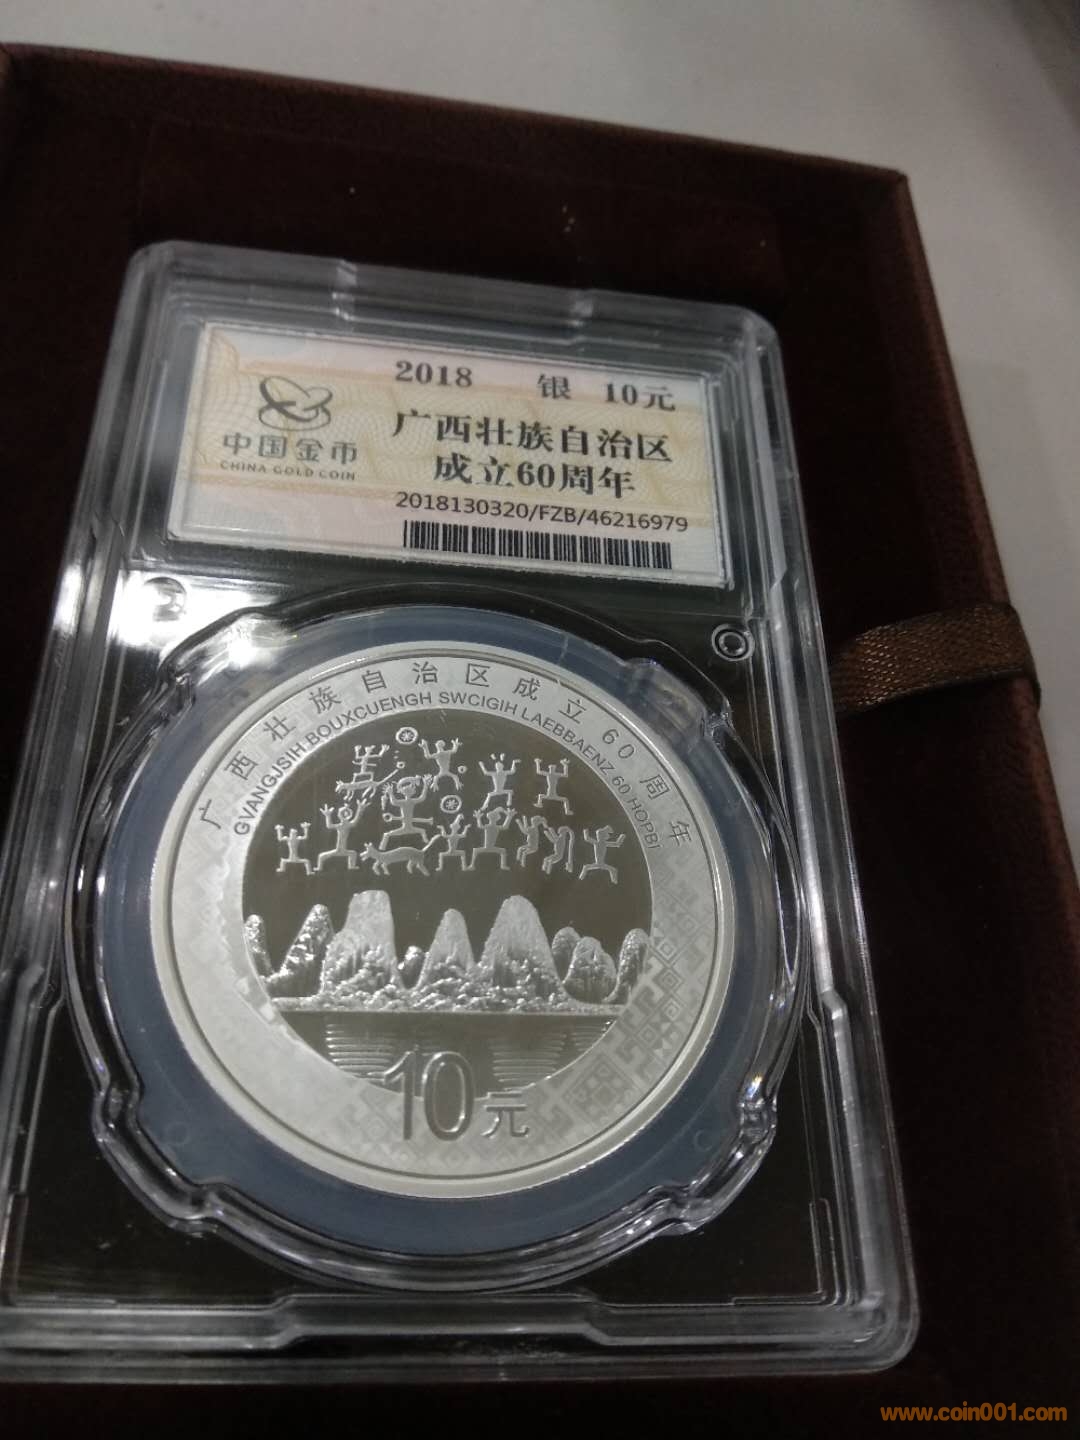 2018 银 10元
中国金币
CHINA GOLD COIN
广西壮族自治区
成立60周年
2018130320/FZB/46216979
广西壮族自治区成立60周年
GVANGJSIH BOUXCUENGH SWCIGIH LAEBBAENZ 60 HOPBI
10元
www.coin001.com